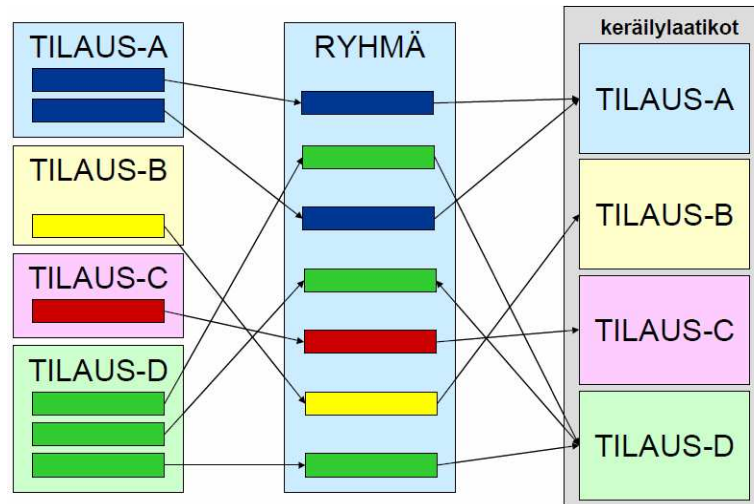 TILAUS-A
TILAUS-B
TILAUS-C
TILAUS-D
RYHMÄ
keräilylaatikot
TILAUS-A
TILAUS-B
TILAUS-C
TILAUS-D